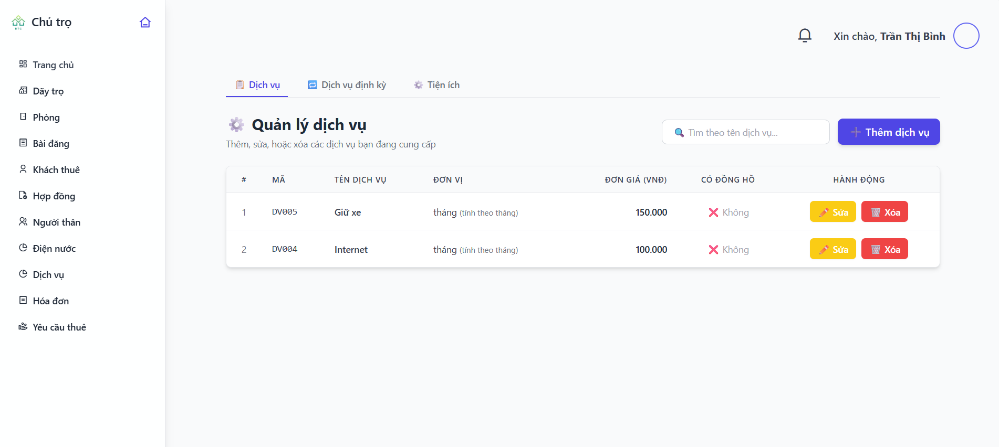 Chủ trọ
BTC
Xin chào, Trần Thị Bình
Trang chủ
Dãy trọ
Phòng
Bài đăng
Khách thuê
Hợp đồng
Người thân
Điện nước
Dịch vụ
Hóa đơn
Yêu cầu thuê
Dịch vụ Dịch vụ định kỳ Tiện ích
Quản lý dịch vụ
Thêm, sửa, hoặc xóa các dịch vụ bạn đang cung cấp
Tìm theo tên dịch vụ...
Thêm dịch vụ
# MÃ TÊN DỊCH VỤ ĐƠN VỊ ĐƠN GIÁ (VNĐ) CÓ ĐỒNG HỒ HÀNH ĐỘNG
1 DV005 Giữ xe tháng (tính theo tháng) 150.000 Không Sửa Xóa
2 DV004 Internet tháng (tính theo tháng) 100.000 Không Sửa Xóa